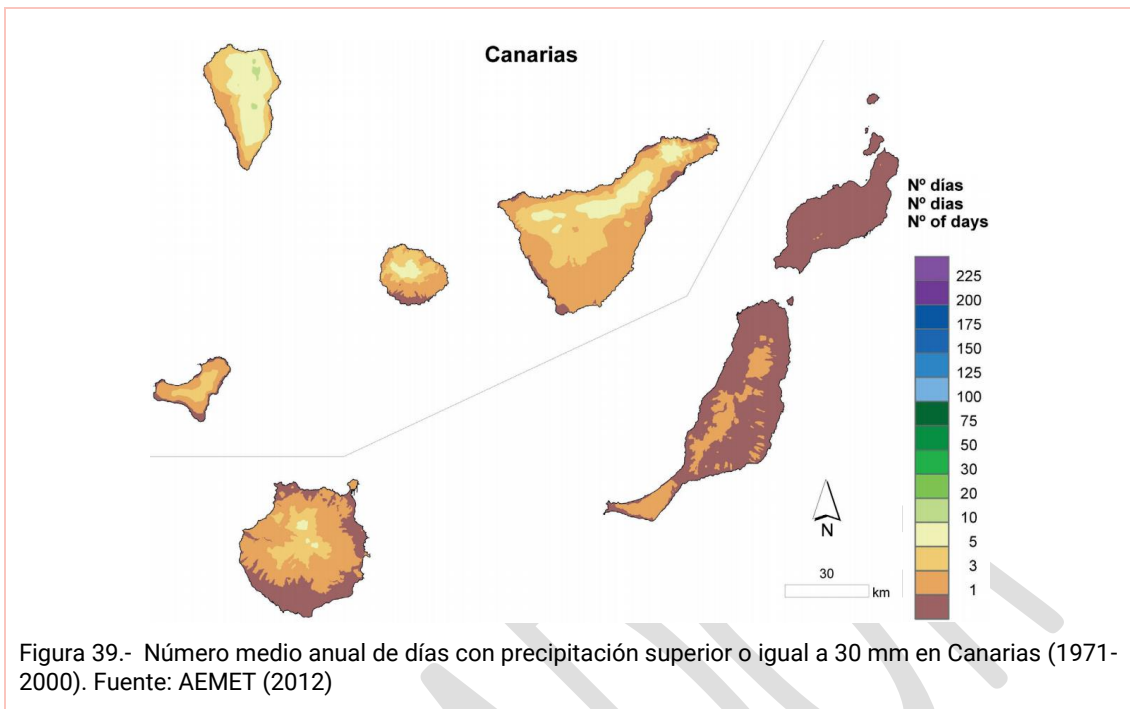 Canarias
Nº días
Nº dias
Nº of days
225
200
175
150
125
100
75
50
30
20
10
5
3
1
N
30
km
Figura 39.- Número medio anual de días con precipitación superior o igual a 30 mm en Canarias (1971-
2000). Fuente: AEMET (2012)